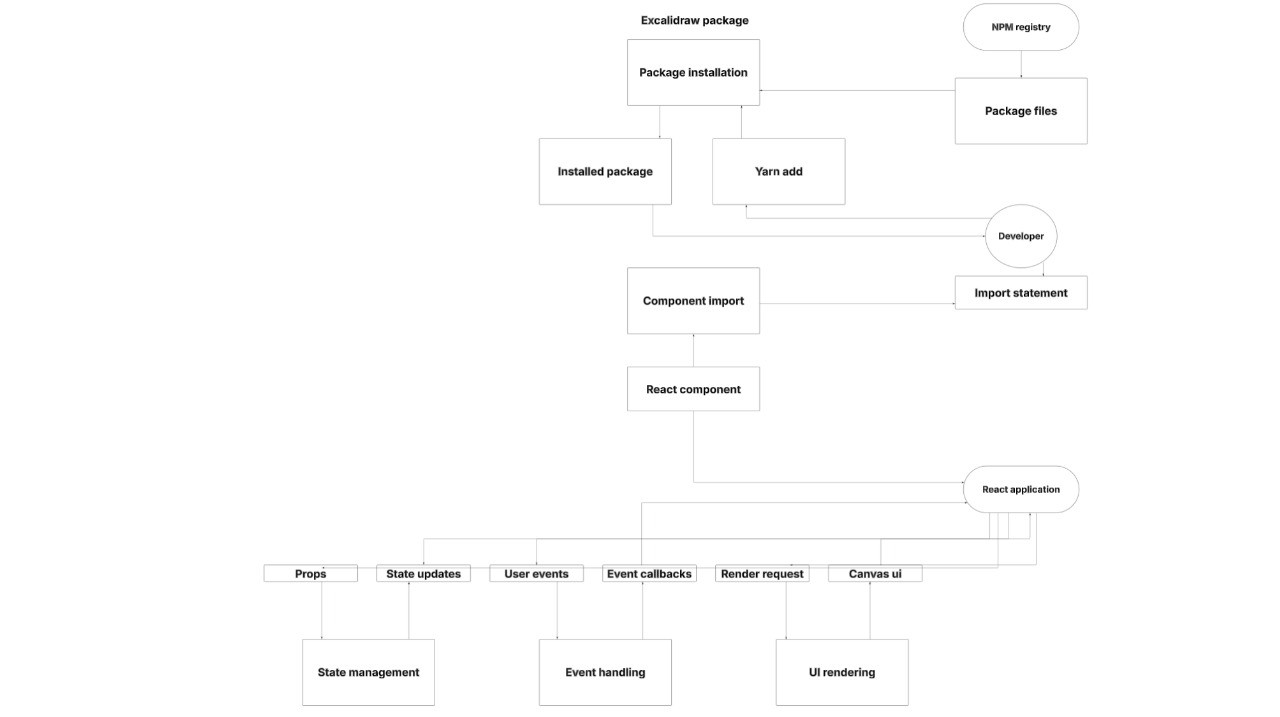 Excalidraw package
NPM registry
Package installation
Package files
Installed package
Yarn add
Developer
Component import
Import statement
React component
React application
Props
State updates
User events
Event callbacks
Render request
Canvas ui
State management
Event handling
UI rendering